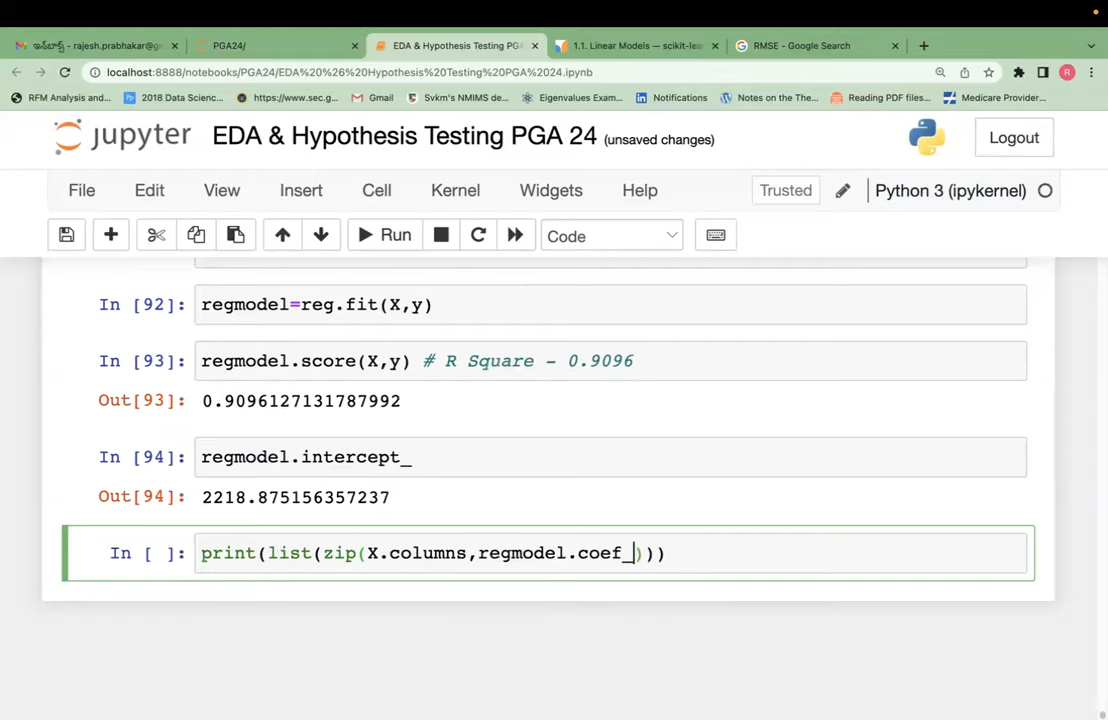 ఇన్‌బాక్స్ - rajesh.prabhakar@g
PGA24/
EDA & Hypothesis Testing PG
1.1. Linear Models — scikit-lea
RMSE - Google Search
localhost:8888/notebooks/PGA24/EDA%20%26%20Hypothesis%20Testing%20PGA%2024.ipynb
R
RFM Analysis and...
2018 Data Scienc...
https://www.sec.g...
Gmail
Svkm's NMIMS de...
Eigenvalues Exam...
Notifications
Notes on the The...
Reading PDF files...
Medicare Provider...
jupyter EDA & Hypothesis Testing PGA 24 (unsaved changes)
Logout
File Edit View Insert Cell Kernel Widgets Help
Trusted
Python 3 (ipykernel)
Run
Code
In [92]: regmodel=reg.fit(X,y)
In [93]: regmodel.score(X,y) # R Square - 0.9096
Out[93]: 0.9096127131787992
In [94]: regmodel.intercept_
Out[94]: 2218.875156357237
In [ ]: print(list(zip(X.columns,regmodel.coef_)))